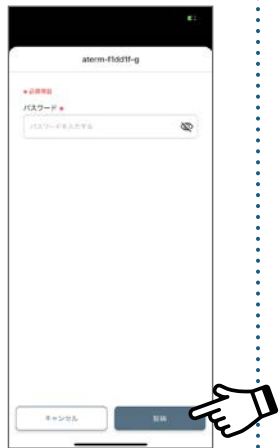 aterm-f1dd1f-g
＊必須項目
パスワード ＊
パスワードを入力する
キャンセル
接続